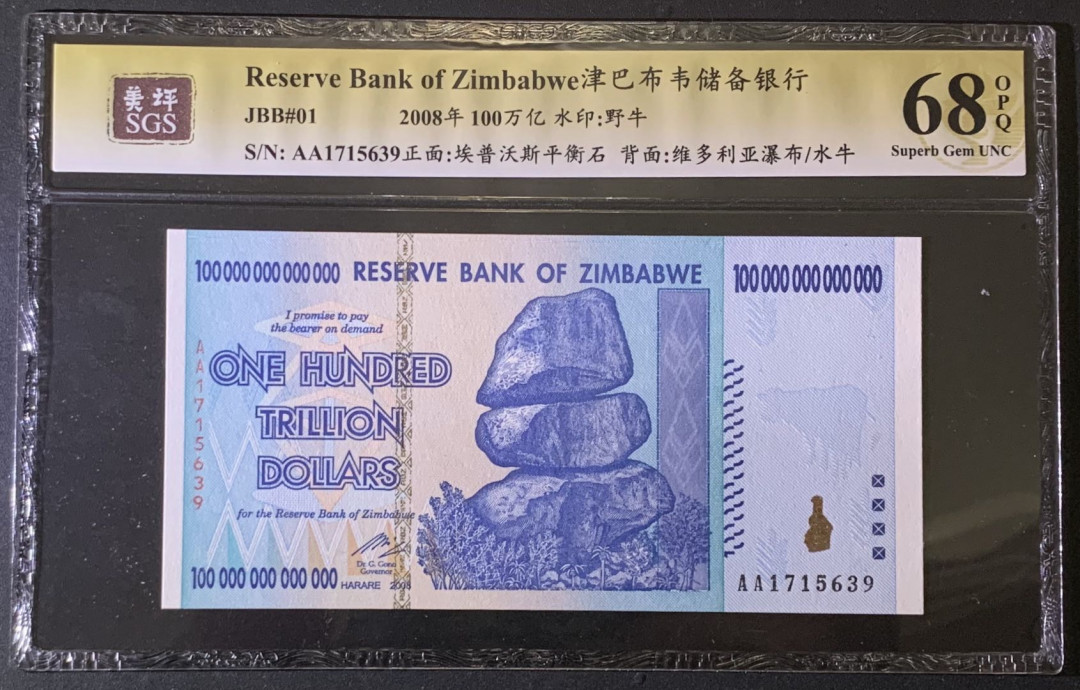 美评
SGS
Reserve Bank of Zimbabwe津巴布韦储备银行
JBB#01 2008年 100万亿 水印:野牛
S/N: AA1715639正面:埃普沃斯平衡石 背面:维多利亚瀑布/水牛
68
OPQ
Superb Gem UNC
100 000 000 000 000 RESERVE BANK OF ZIMBABWE 100 000 000 000 000
I promise to pay
the bearer on demand
ONE HUNDRED
TRILLION
DOLLARS
for the Reserve Bank of Zimbabwe
Dr G. Gono
Governor
100 000 000 000 000 HARARE 2008
AA1715639
AA1715639